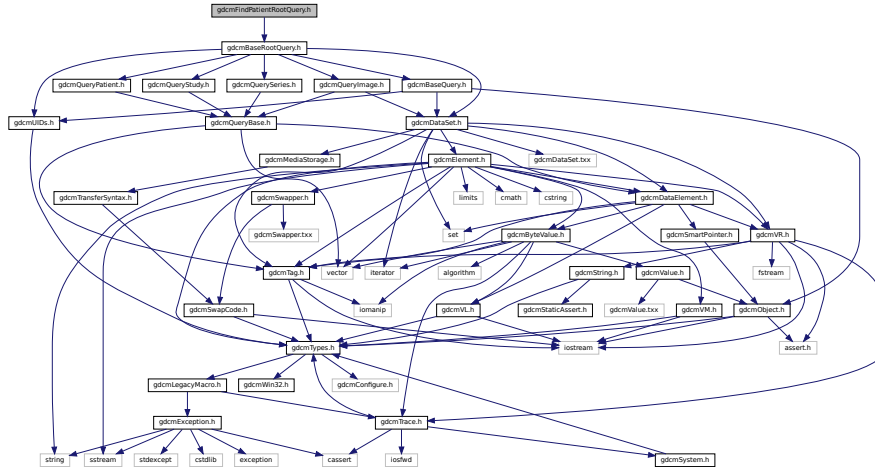 gdcmFindPatientRootQuery.h
gdcmBaseRootQuery.h
gdcmQueryPatient.h
gdcmQueryStudy.h
gdcmQuerySeries.h
gdcmQueryImage.h
gdcmBaseQuery.h
gdcmUIDs.h
gdcmQueryBase.h
gdcmDataSet.h
gdcmMediaStorage.h
gdcmElement.h
gdcmDataSet.txx
gdcmTransferSyntax.h
gdcmSwapper.h
limits
cmath
cstring
gdcmDataElement.h
gdcmSwapper.txx
set
gdcmByteValue.h
gdcmSmartPointer.h
gdcmVR.h
gdcmTag.h
vector
iterator
algorithm
gdcmString.h
gdcmValue.h
fstream
gdcmSwapCode.h
iomanip
gdcmVL.h
gdcmStaticAssert.h
gdcmValue.txx
gdcmVM.h
gdcmObject.h
gdcmTypes.h
iostream
assert.h
gdcmLegacyMacro.h
gdcmWin32.h
gdcmConfigure.h
gdcmException.h
gdcmTrace.h
string
sstream
stdexcept
cstdlib
exception
cassert
iosfwd
gdcmSystem.h